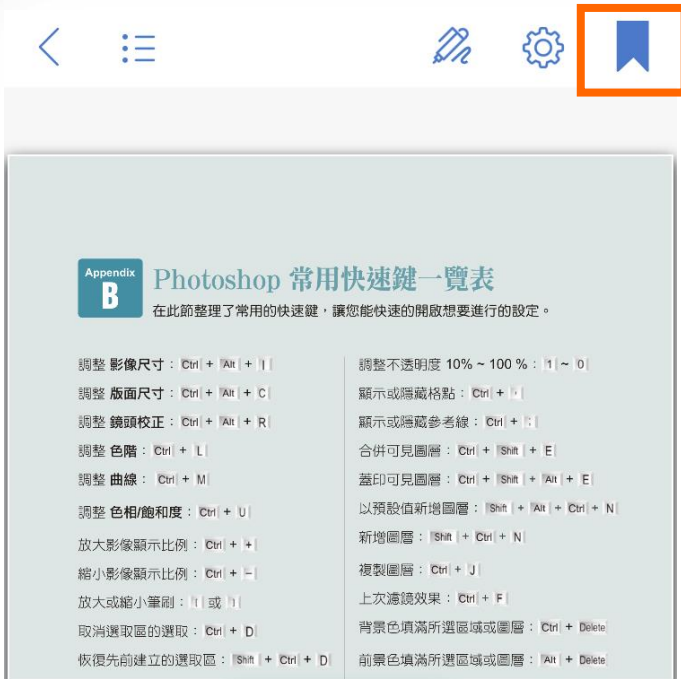 Appendix
B
Photoshop 常用快速鍵一覽表
在此節整理了常用的快速鍵，讓您能快速的開啟想要進行的設定。
調整 影像尺寸：Ctrl + Alt + I
調整 版面尺寸：Ctrl + Alt + C
調整 鏡頭校正：Ctrl + Alt + R
調整 色階：Ctrl + L
調整 曲線：Ctrl + M
調整 色相/飽和度：Ctrl + U
放大影像顯示比例：Ctrl + +
縮小影像顯示比例：Ctrl + −
放大或縮小筆刷：[ 或 ]
取消選取區的選取：Ctrl + D
恢復先前建立的選取區：Shift + Ctrl + D
調整不透明度 10% ~ 100 %：1 ~ 0
顯示或隱藏格點：Ctrl +
顯示或隱藏參考線：Ctrl + ;
合併可見圖層：Ctrl + Shift + E
蓋印可見圖層：Ctrl + Shift + Alt + E
以預設值新增圖層：Shift + Alt + Ctrl + N
新增圖層：Shift + Ctrl + N
複製圖層：Ctrl + J
上次濾鏡效果：Ctrl + F
背景色填滿所選區域或圖層：Ctrl + Delete
前景色填滿所選區域或圖層：Alt + Delete